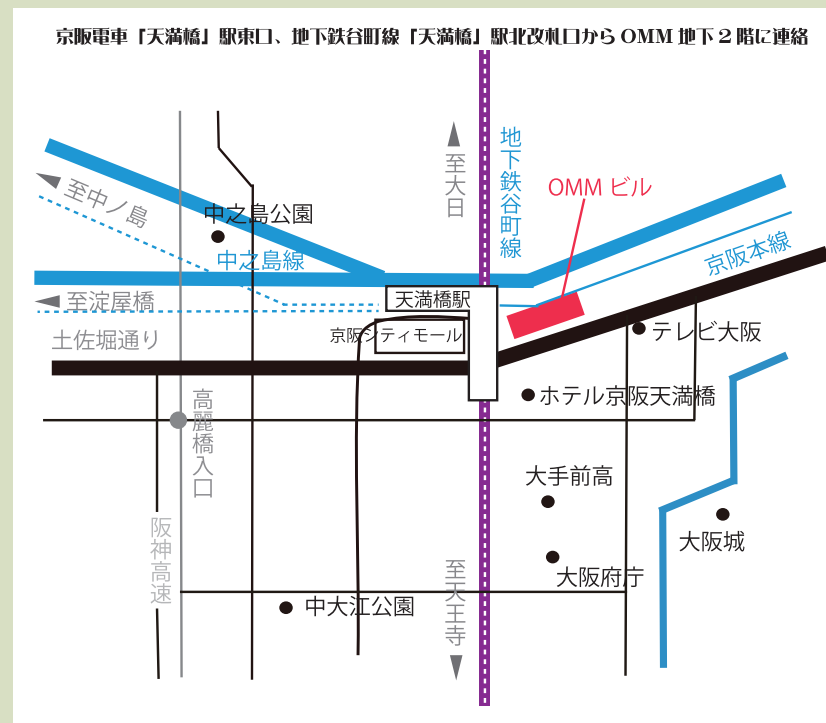 京阪電車「天満橋」駅東口、地下鉄谷町線「天満橋」駅北改札口からOMM地下2階に連絡
至大日
地下鉄谷町線
OMM ビル
至中ノ島
中之島公園
中之島線
京阪本線
至淀屋橋
天満橋駅
土佐堀通り
京阪シティモール
テレビ大阪
高麗橋入口
ホテル京阪天満橋
大手前高
阪神高速
大阪城
至天王寺
大阪府庁
中大江公園